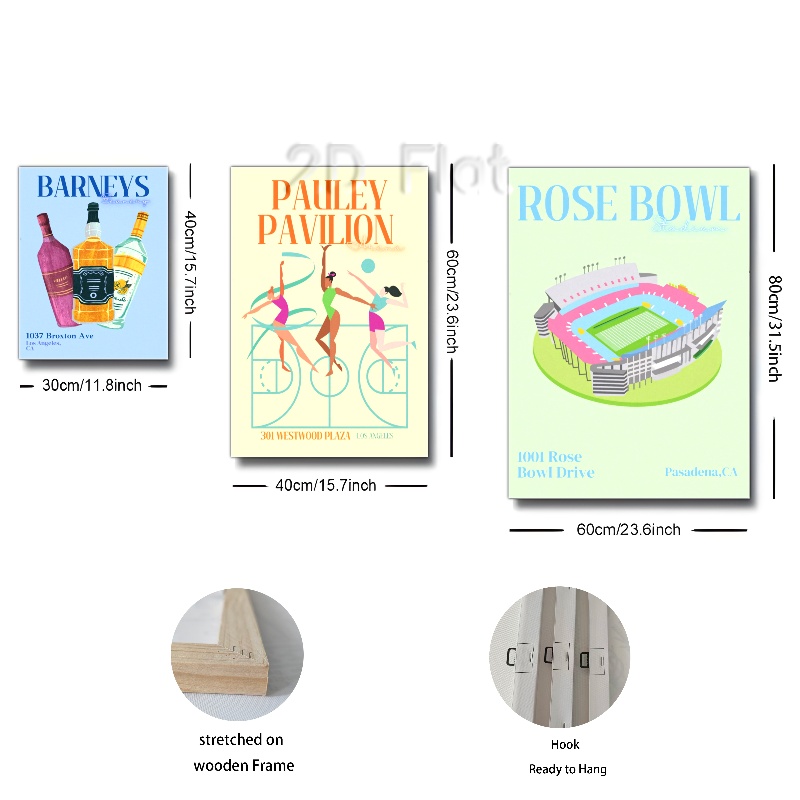 2D Flat
BARNEYS
1037 Broxton Ave
Los Angeles,
CA
40cm/15.7inch
30cm/11.8inch
PAULEY
PAVILION
301 WESTWOOD PLAZA LOS ANGELES
60cm/23.6inch
40cm/15.7inch
ROSE BOWL
Pasadena
1001 Rose
Bowl Drive
Pasadena,CA
80cm/31.5inch
60cm/23.6inch
stretched on
wooden Frame
Hook
Ready to Hang